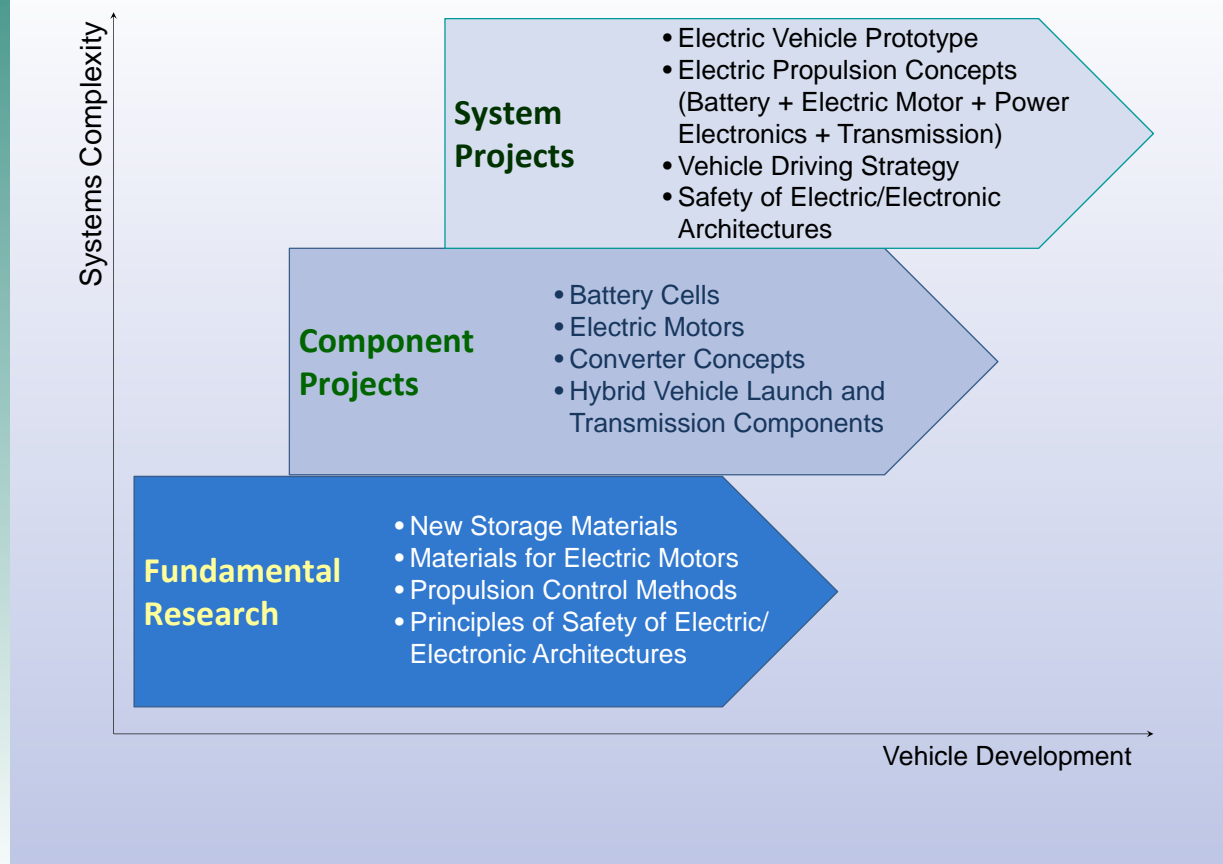 Systems Complexity
System
Projects
• Electric Vehicle Prototype
• Electric Propulsion Concepts
(Battery + Electric Motor + Power
Electronics + Transmission)
• Vehicle Driving Strategy
• Safety of Electric/Electronic
Architectures
Component
Projects
• Battery Cells
• Electric Motors
• Converter Concepts
• Hybrid Vehicle Launch and
Transmission Components
Fundamental
Research
• New Storage Materials
• Materials for Electric Motors
• Propulsion Control Methods
• Principles of Safety of Electric/
Electronic Architectures
Vehicle Development